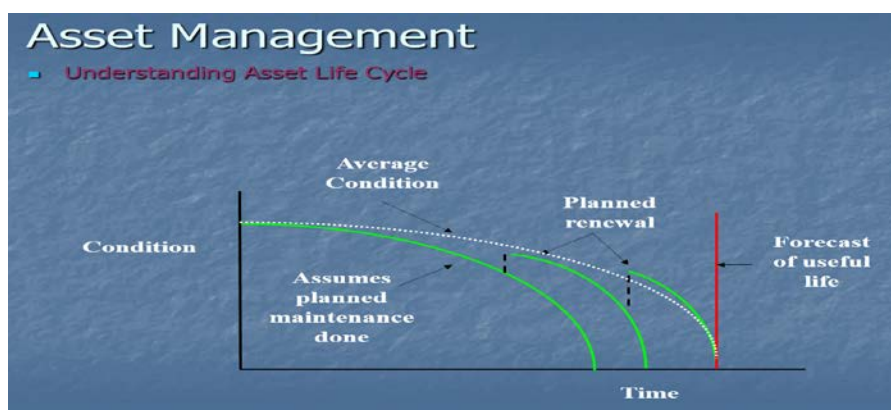 Asset Management
Understanding Asset Life Cycle
Average
Condition
Planned
renewal
Condition
Forecast
of useful
life
Assumes
planned
maintenance
done
Time